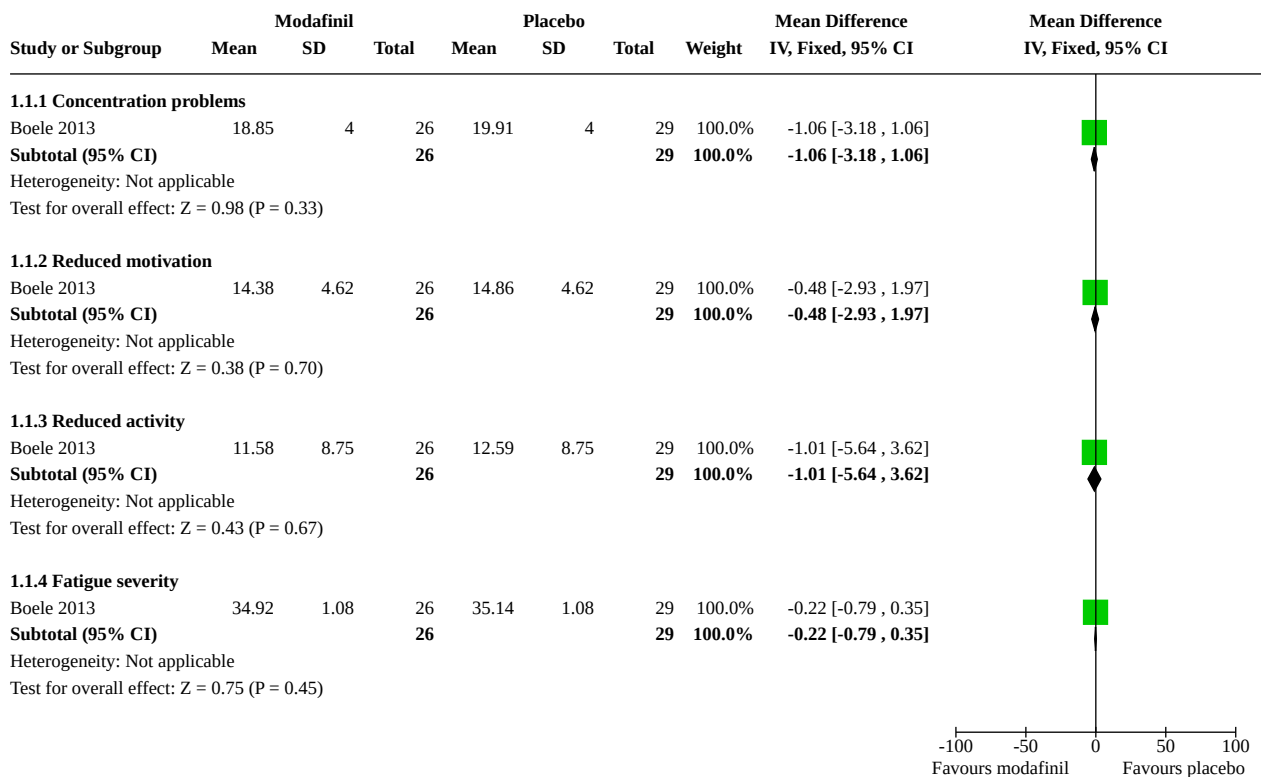 Modafinil Placebo Mean Difference Mean Difference
Study or Subgroup Mean SD Total Mean SD Total Weight IV, Fixed, 95% CI IV, Fixed, 95% CI
1.1.1 Concentration problems
Boele 2013 18.85 4 26 19.91 4 29 100.0% -1.06 [-3.18 , 1.06]
Subtotal (95% CI) 26 29 100.0% -1.06 [-3.18 , 1.06]
Heterogeneity: Not applicable
Test for overall effect: Z = 0.98 (P = 0.33)
1.1.2 Reduced motivation
Boele 2013 14.38 4.62 26 14.86 4.62 29 100.0% -0.48 [-2.93 , 1.97]
Subtotal (95% CI) 26 29 100.0% -0.48 [-2.93 , 1.97]
Heterogeneity: Not applicable
Test for overall effect: Z = 0.38 (P = 0.70)
1.1.3 Reduced activity
Boele 2013 11.58 8.75 26 12.59 8.75 29 100.0% -1.01 [-5.64 , 3.62]
Subtotal (95% CI) 26 29 100.0% -1.01 [-5.64 , 3.62]
Heterogeneity: Not applicable
Test for overall effect: Z = 0.43 (P = 0.67)
1.1.4 Fatigue severity
Boele 2013 34.92 1.08 26 35.14 1.08 29 100.0% -0.22 [-0.79 , 0.35]
Subtotal (95% CI) 26 29 100.0% -0.22 [-0.79 , 0.35]
Heterogeneity: Not applicable
Test for overall effect: Z = 0.75 (P = 0.45)
-100 -50 0 50 100
Favours modafinil Favours placebo